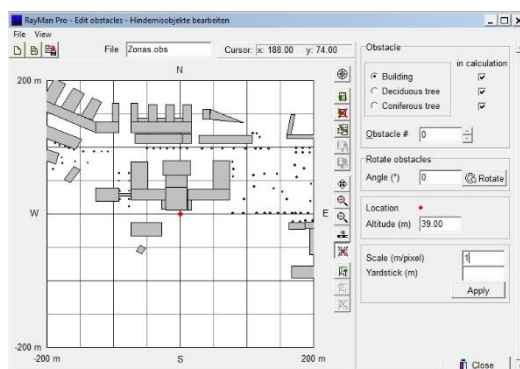 RayMan Pro - Edit obstacles - Hindernisobjekte bearbeiten
File View
File Zonas.obs Cursor: x: 188.00 y: 74.00
200 m
N
W
E
-200 m
-200 m
S
200 m
Obstacle
in calculation
Building
Deciduous tree
Coniferous tree
Obstacle # 0
Rotate obstacles
Angle (°) 0 Rotate
Location
Altitude (m) 39.00
Scale (m/pixel) 1
Yardstick (m)
Apply
Close